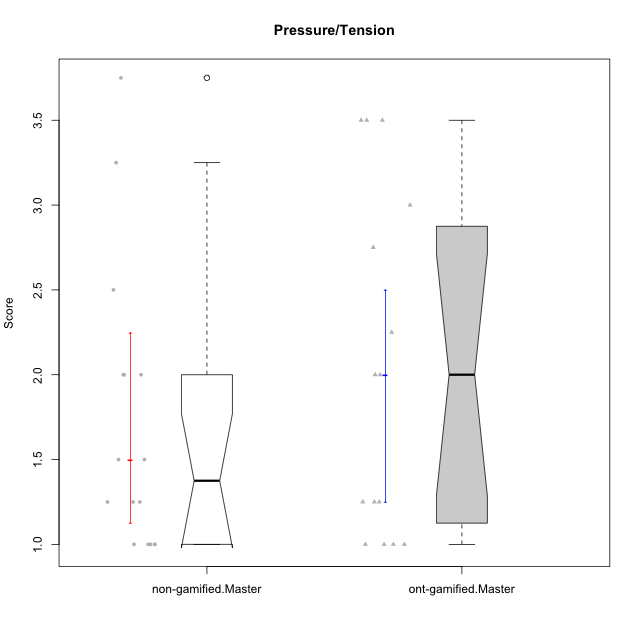 Pressure/Tension
Score
3.5
3.0
2.5
2.0
1.5
1.0
non-gamified.Master
ont-gamified.Master